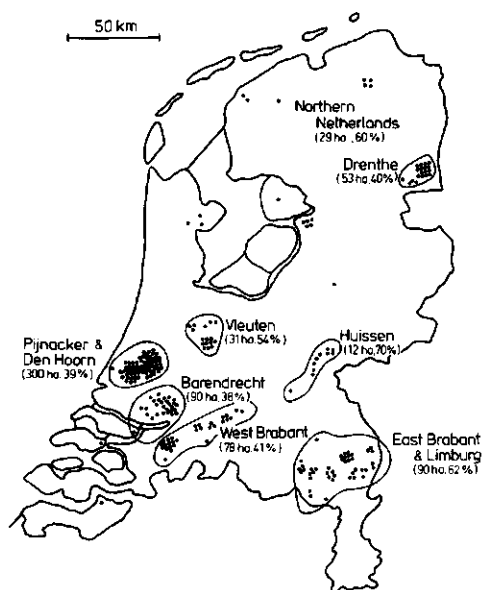 50 km
Northern
Netherlands
(29 ha, 60%)
Drenthe
(53 ha, 40%)
Vleuten
(31 ha, 54%)
Huissen
(12 ha, 70%)
Pijnacker &
Den Hoorn
(300 ha, 39%)
Barendrecht
(90 ha, 38%)
West Brabant
(78 ha, 41%)
East Brabant
& Limburg
(90 ha, 62%)